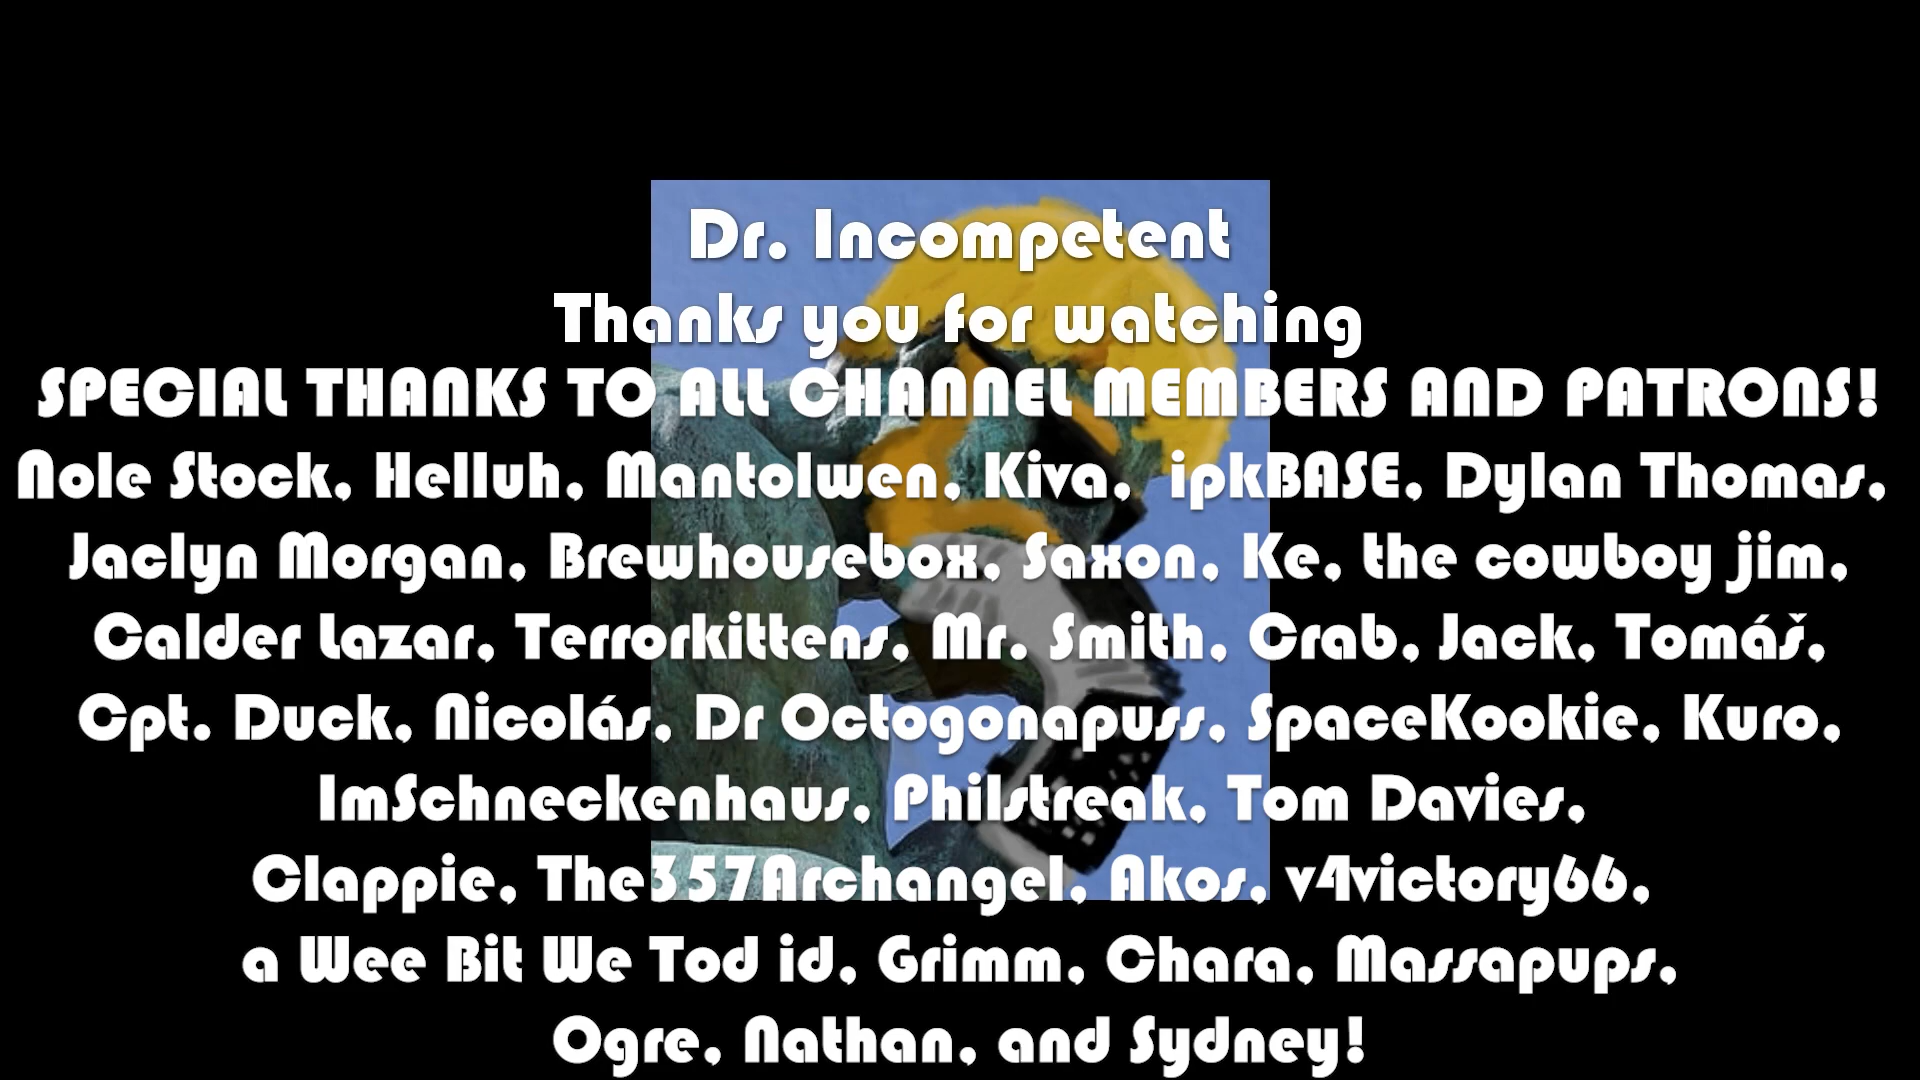 Dr. Incompetent
Thanks you for watching
SPECIAL THANKS TO ALL CHANNEL MEMBERS AND PATRONS!
Nole Stock, Helluh, Mantolwen, Kiva, ipkBASE, Dylan Thomas,
Jaclyn Morgan, Brewhousebox, Saxon, Ke, the cowboy jim,
Calder Lazar, Terrorkittens, Mr. Smith, Crab, Jack, Tomáš,
Cpt. Duck, Nicolás, Dr Octogonapuss, SpaceKookie, Kuro,
ImSchneckenhaus, Philstreak, Tom Davies,
Clappie, The357Archangel, Akos, v4victory66,
a Wee Bit We Tod id, Grimm, Chara, Massapups,
Ogre, Nathan, and Sydney!